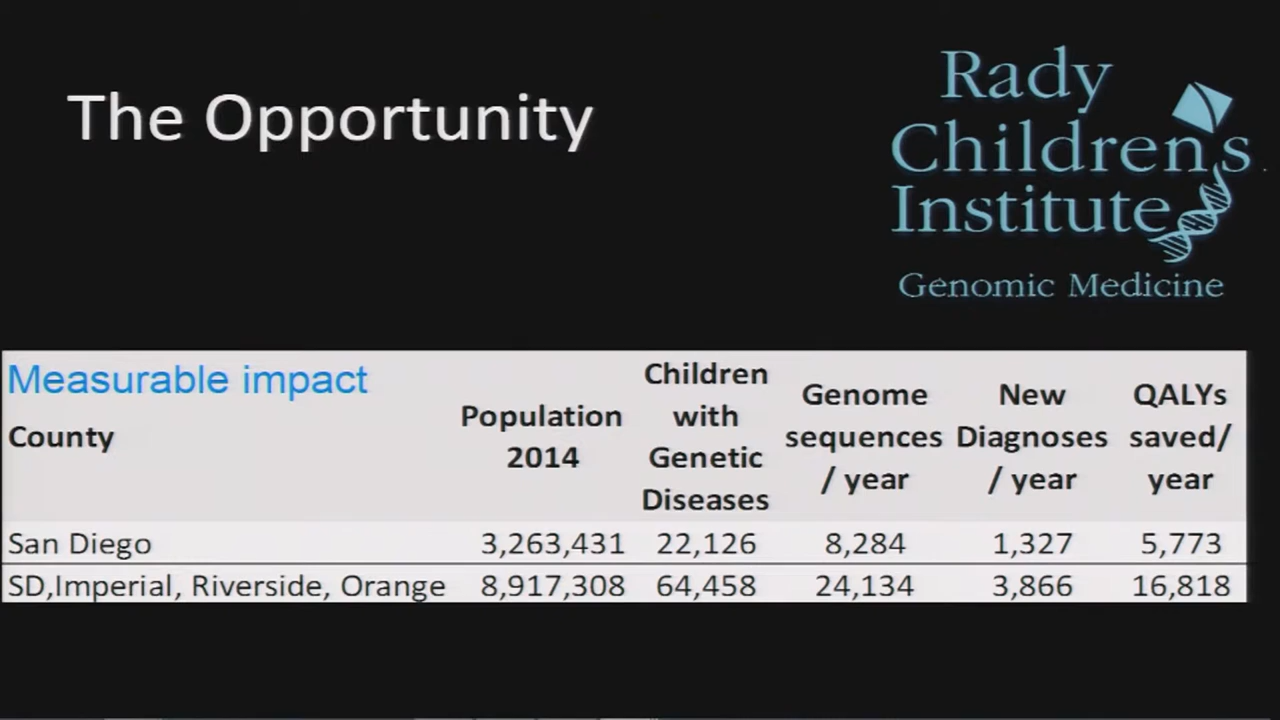 The Opportunity
Rady
Children's
Institute
Genomic Medicine
Measurable impact
County
Population
2014
Children
with
Genetic
Diseases
Genome
sequences
/ year
New
Diagnoses
/ year
QALYs
saved/
year
San Diego 3,263,431 22,126 8,284 1,327 5,773
SD,Imperial, Riverside, Orange 8,917,308 64,458 24,134 3,866 16,818